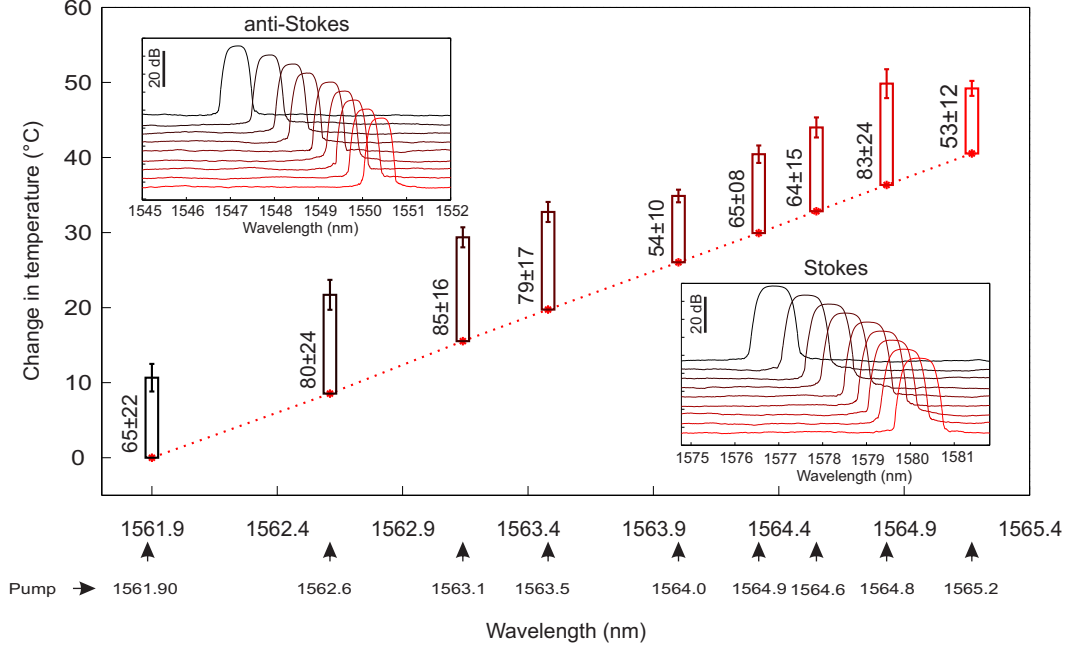 60
50
40
30
20
10
0
Change in temperature (°C)
anti-Stokes
20 dB
1545 1546 1547 1548 1549 1550 1551 1552
Wavelength (nm)
65±22
80±24
85±16
79±17
54±10
65±08
64±15
83±24
53±12
Stokes
20 dB
1575 1576 1577 1578 1579 1580 1581
Wavelength (nm)
1561.9 1562.4 1562.9 1563.4 1563.9 1564.4 1564.9 1565.4
Pump 1561.90 1562.6 1563.1 1563.5 1564.0 1564.9 1564.6 1564.8 1565.2
Wavelength (nm)